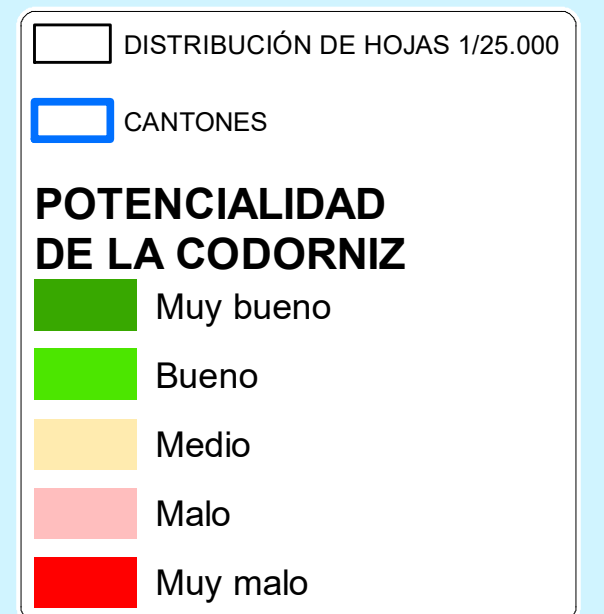 DISTRIBUCIÓN DE HOJAS 1/25.000
CANTONES
POTENCIALIDAD
DE LA CODORNIZ
Muy bueno
Bueno
Medio
Malo
Muy malo